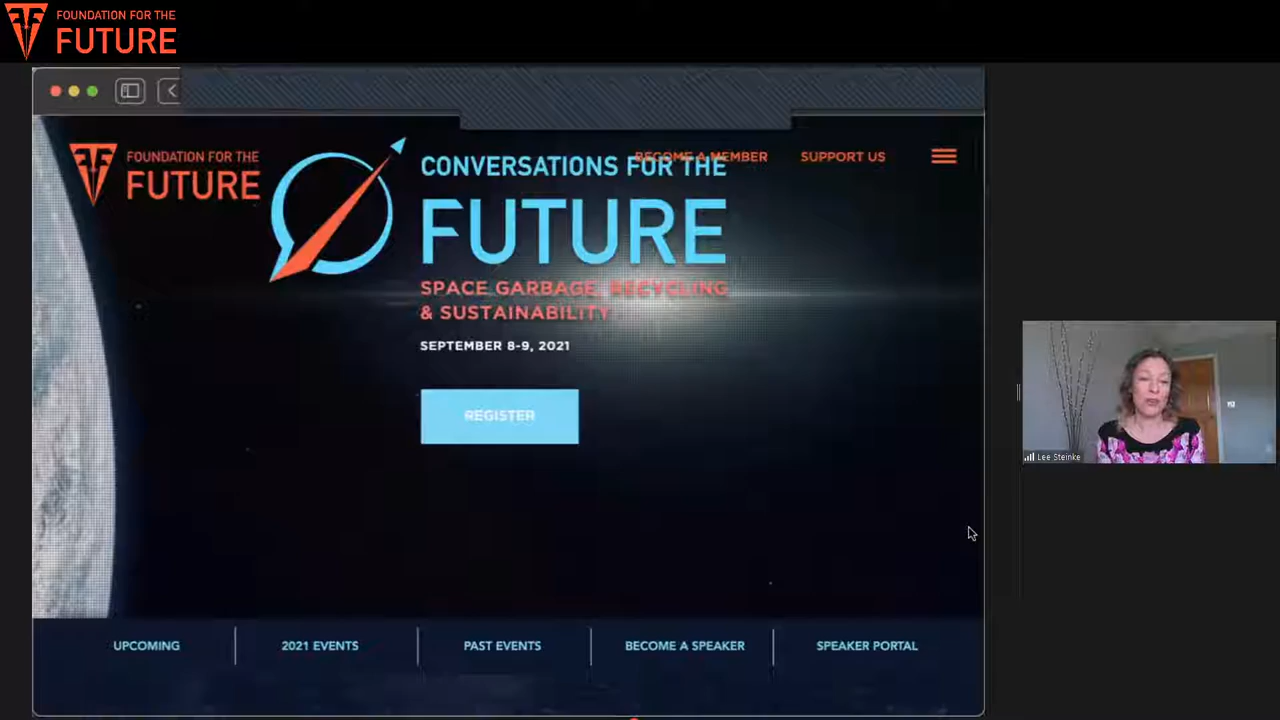 FOUNDATION FOR THE
FUTURE
FOUNDATION FOR THE
FUTURE
CONVERSATIONS FOR THE
FUTURE
BECOME A MEMBER
SUPPORT US
SPACE GARBAGE, RECYCLING
& SUSTAINABILITY
SEPTEMBER 8-9, 2021
REGISTER
Lee Steinke
UPCOMING
2021 EVENTS
PAST EVENTS
BECOME A SPEAKER
SPEAKER PORTAL